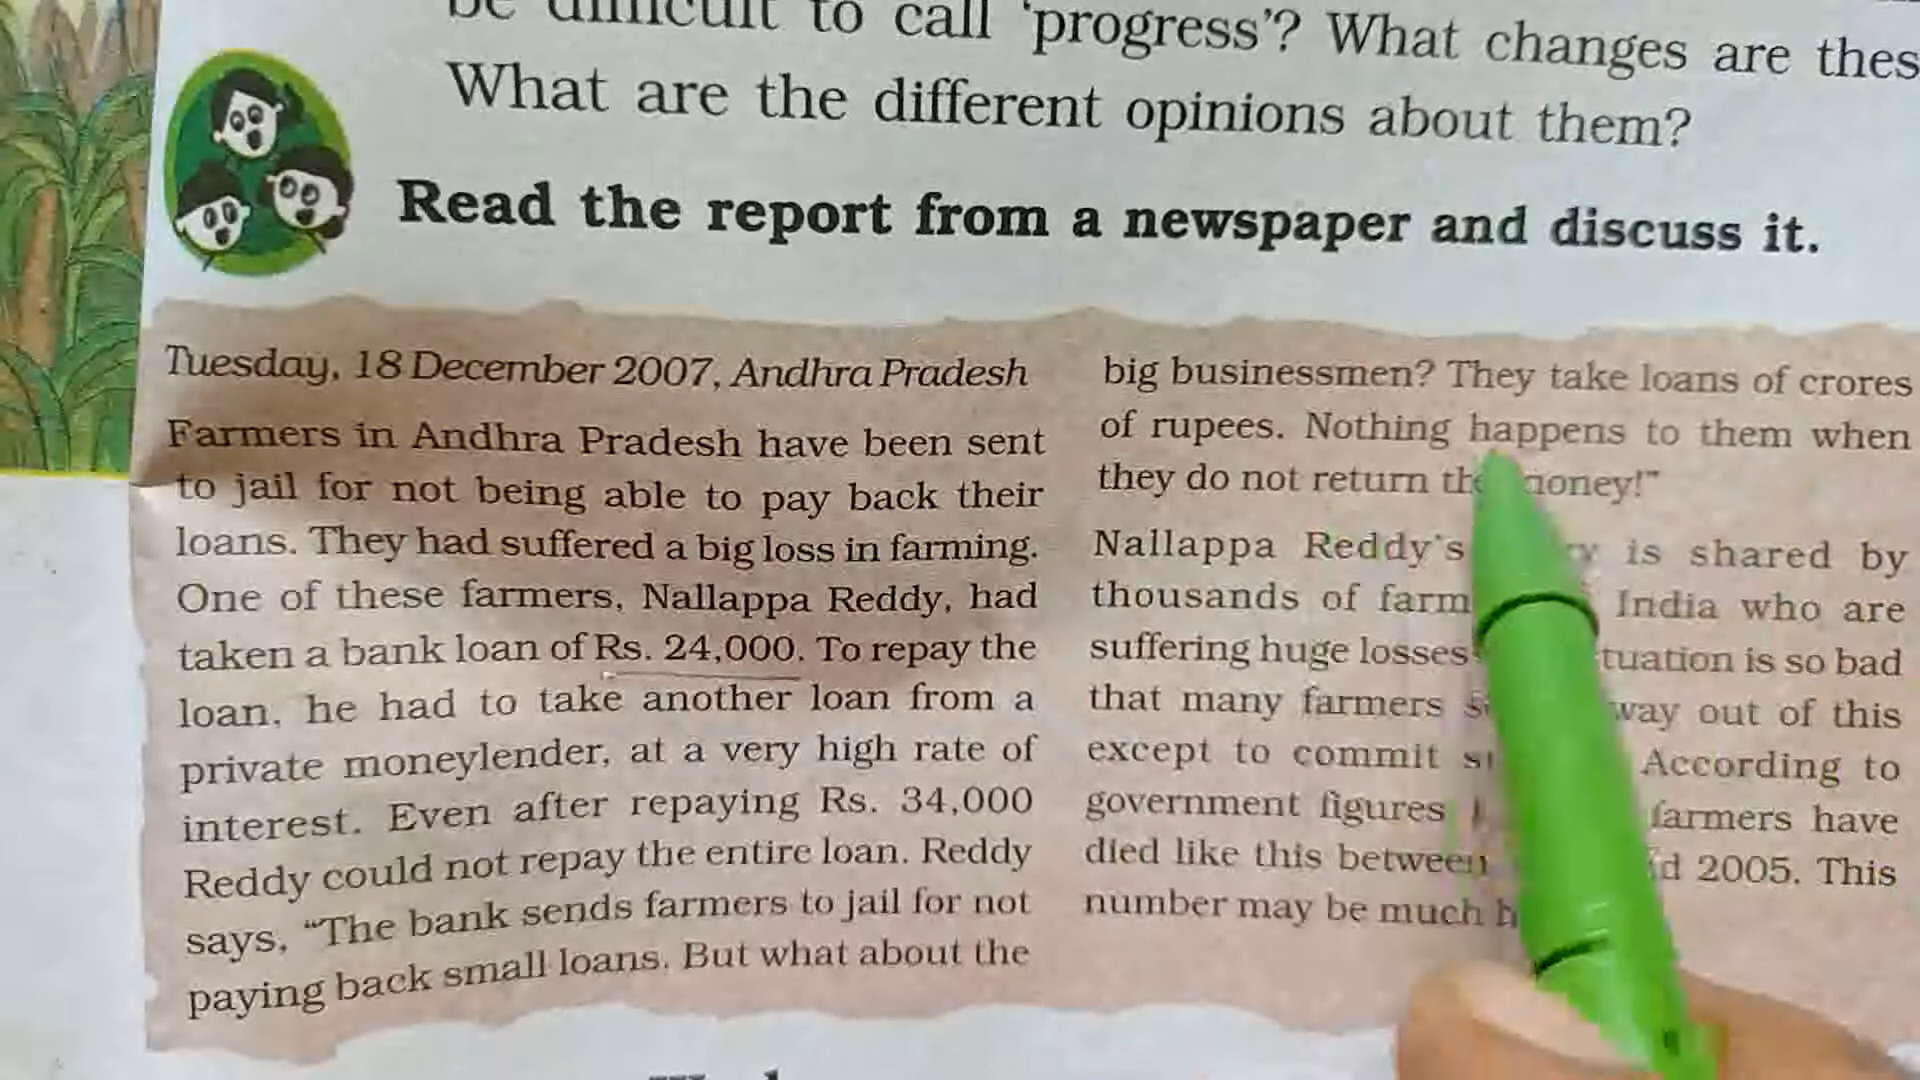 be difficult to call 'progress'? What changes are
What are the different opinions about them?
Read the report from a newspaper and discuss it.
Tuesday, 18 December 2007, Andhra Pradesh
Farmers in Andhra Pradesh have been sent
to jail for not being able to pay back their
loans. They had suffered a big loss in farming.
One of these farmers, Nallappa Reddy, had
taken a bank loan of Rs. 24,000. To repay the
loan, he had to take another loan from a
private moneylender, at a very high rate of
interest. Even after repaying Rs. 34,000
Reddy could not repay the entire loan. Reddy
says, “The bank sends farmers to jail for not
paying back small loans. But what about the
big businessmen? They take loans of crores
of rupees. Nothing happens to them when
they do not return the money!”
Nallappa Reddy's is shared by
thousands of India who are
suffering huge losses is so bad
that many farmers way out of this
except to commit According to
government figures farmers have
died like this between 2005. This
number may be much